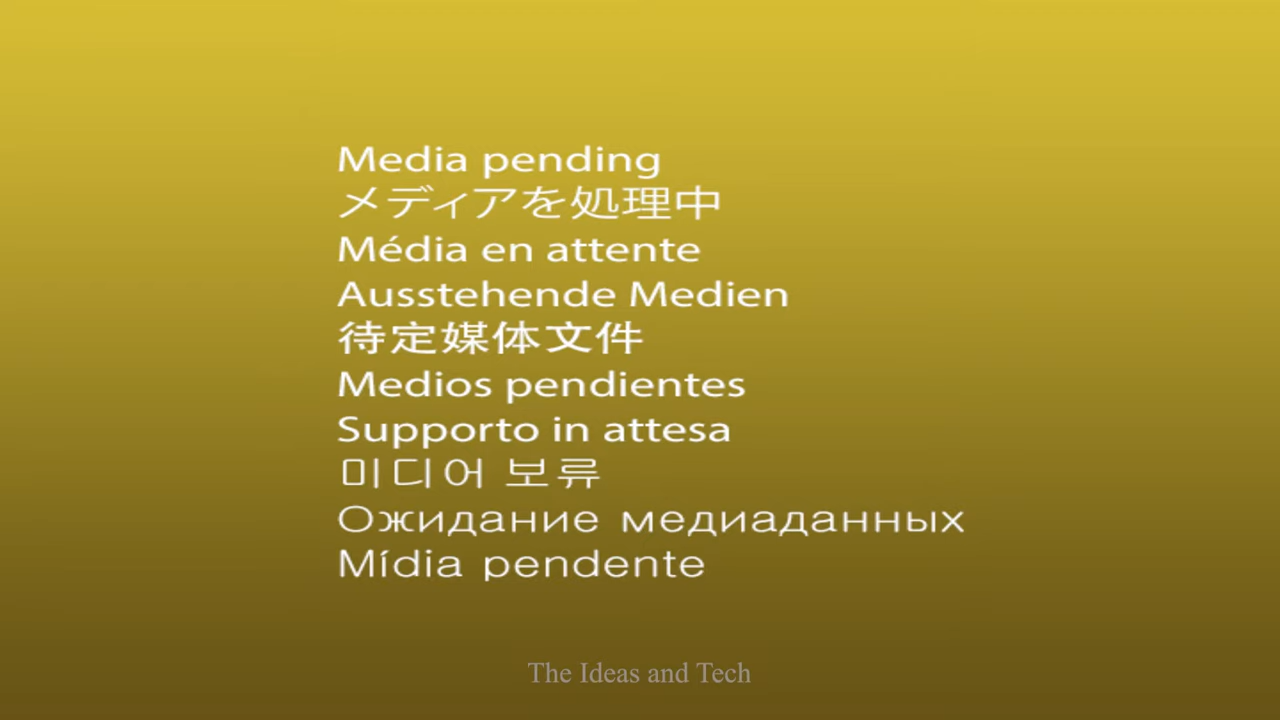 Media pending
メディアを処理中
Média en attente
Ausstehende Medien
待定媒体文件
Medios pendientes
Supporto in attesa
미디어 보류
Ожидание медиаданных
Mídia pendente
The Ideas and Tech